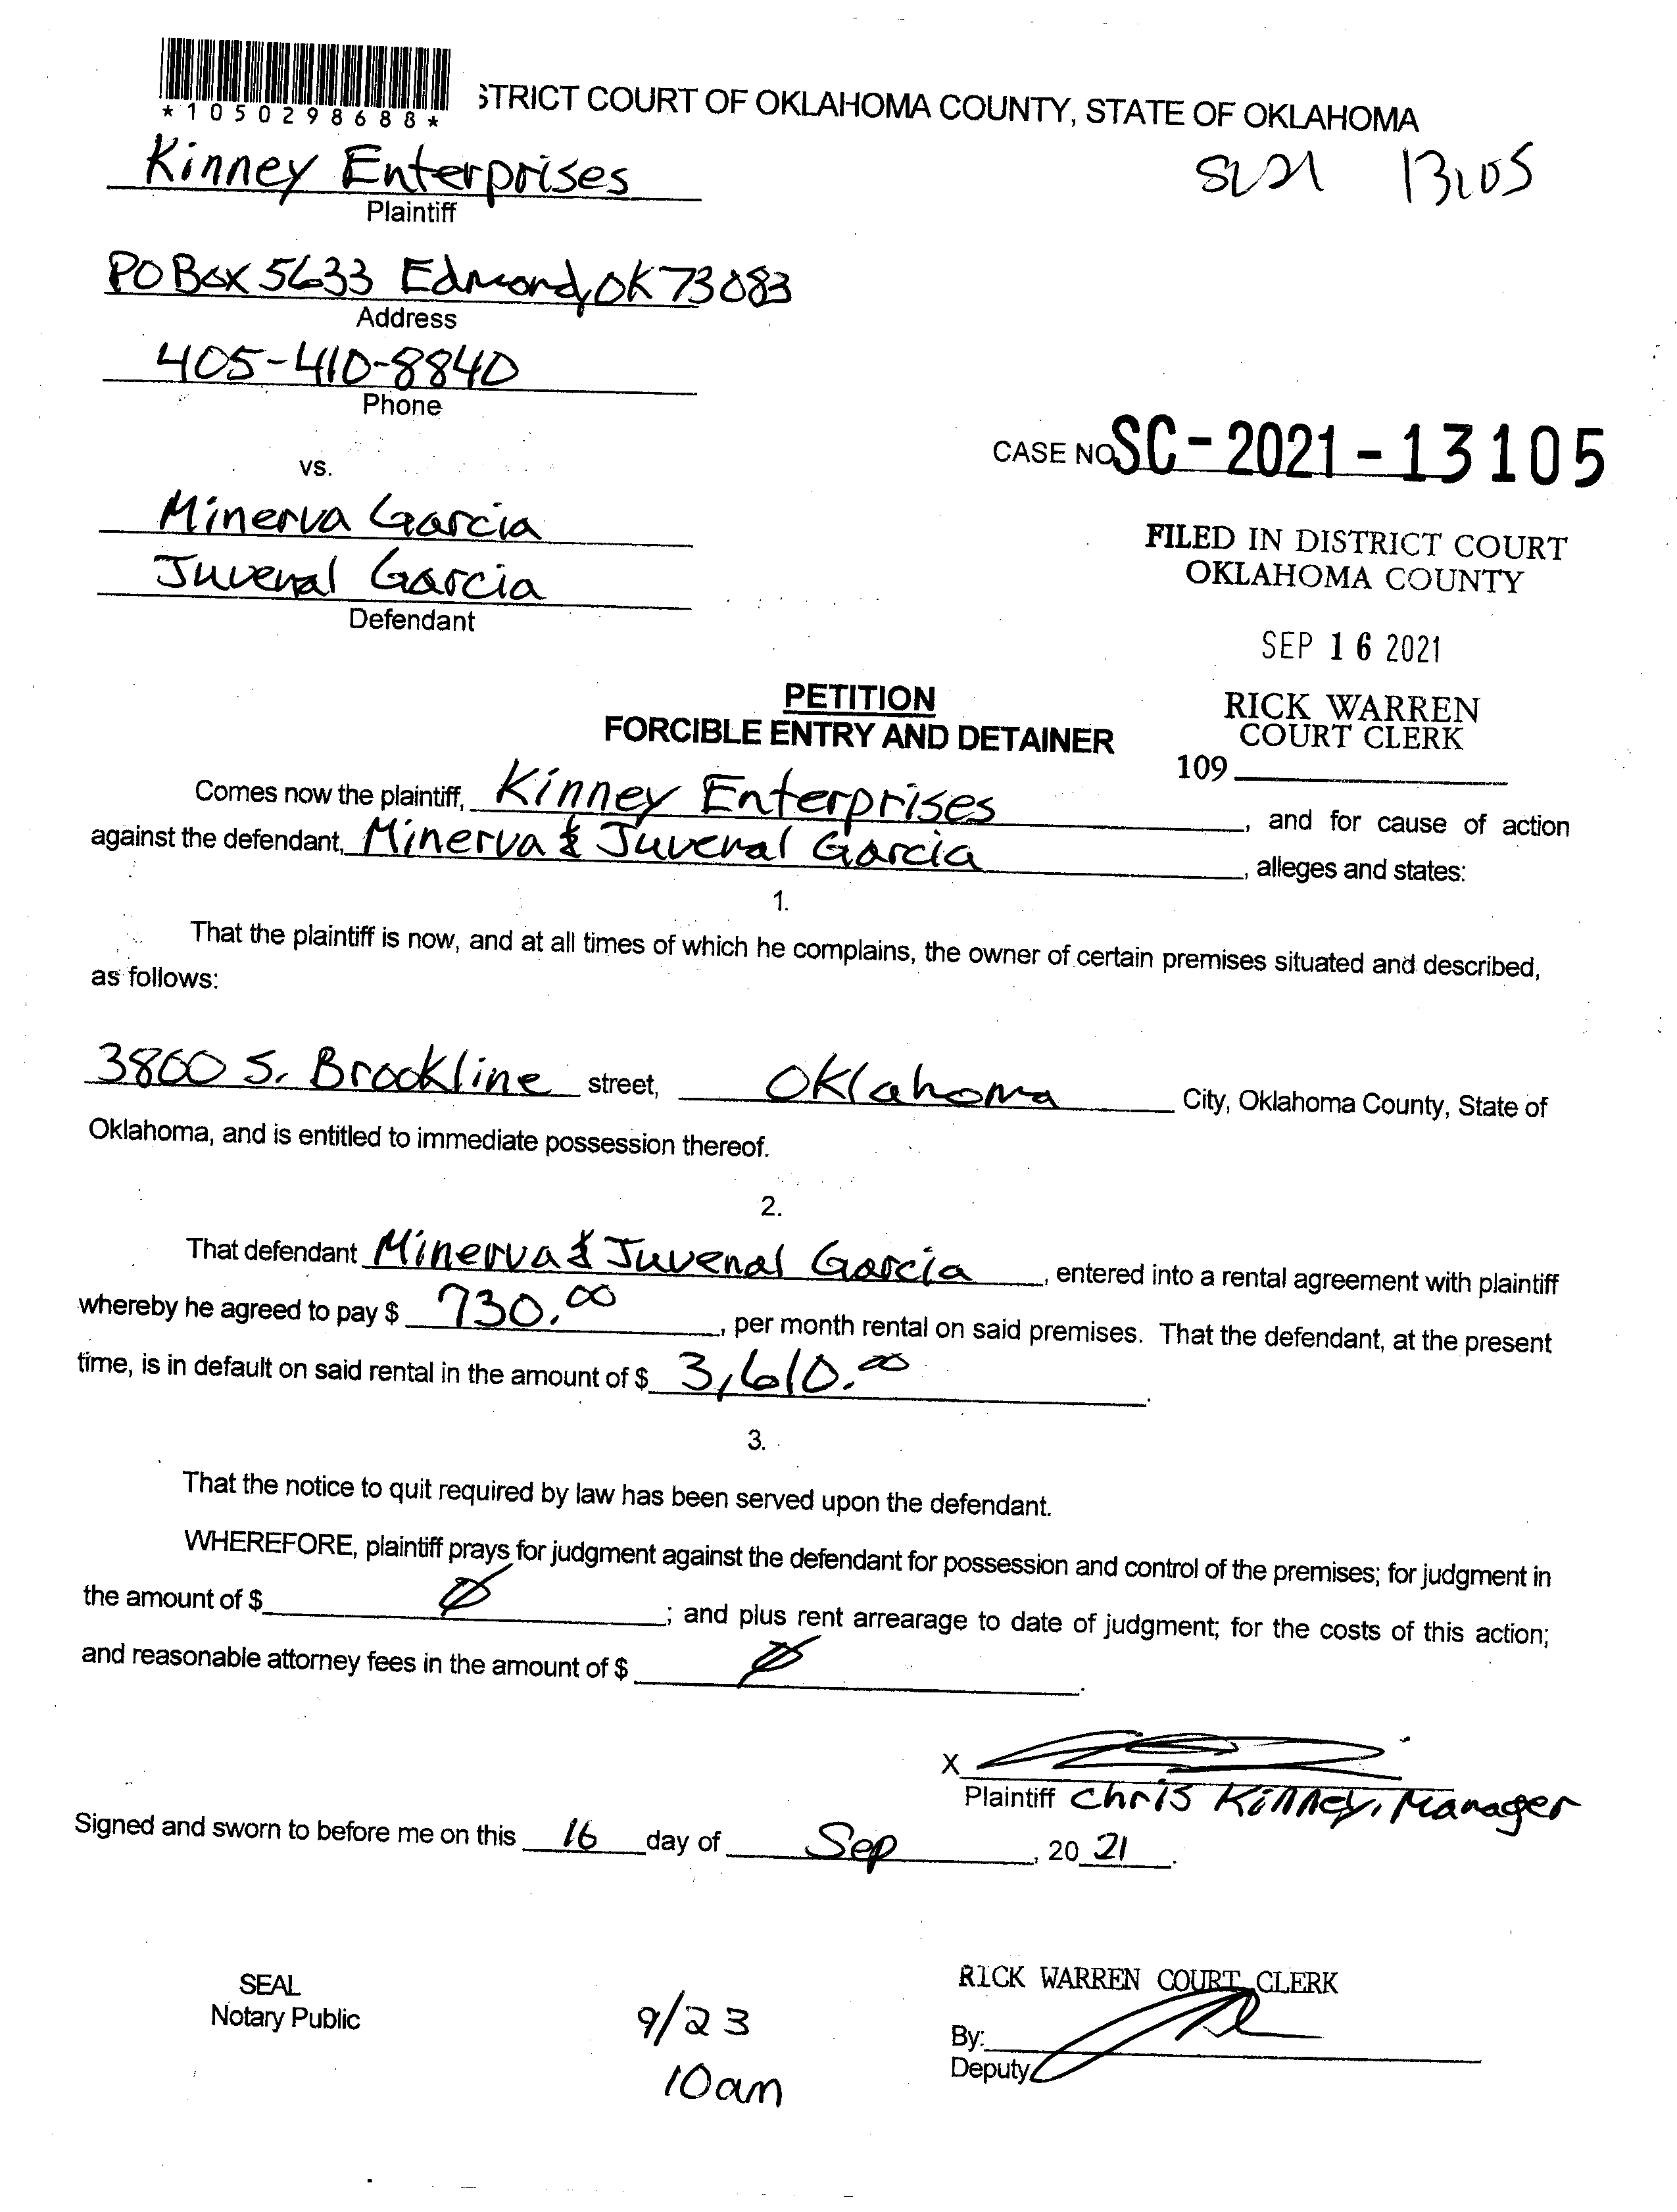 *1050298688*
STRICT COURT OF OKLAHOMA COUNTY, STATE OF OKLAHOMA
Kinney Enterprises
Plaintiff
13105
PO Box 5633 Edmond, OK 73083
Address
405-410-8840
Phone
CASE NO. SC-2021-13105
vs.
Minerva Garcia
Juvenal Garcia
Defendant
FILED IN DISTRICT COURT
OKLAHOMA COUNTY
SEP 16 2021
RICK WARREN
COURT CLERK
109
PETITION
FORCIBLE ENTRY AND DETAINER
Comes now the plaintiff, Kinney Enterprises, and for cause of action
against the defendant, Minerva & Juvenal Garcia, alleges and states:
1.
That the plaintiff is now, and at all times of which he complains, the owner of certain premises situated and described,
as follows:
3860 S. Brookline street, Oklahoma City, Oklahoma County, State of
Oklahoma, and is entitled to immediate possession thereof.
2.
That defendant Minerva & Juvenal Garcia, entered into a rental agreement with plaintiff
whereby he agreed to pay $ 730.00, per month rental on said premises. That the defendant, at the present
time, is in default on said rental in the amount of $ 3,610.00.
3.
That the notice to quit required by law has been served upon the defendant.
WHEREFORE, plaintiff prays for judgment against the defendant for possession and control of the premises; for judgment in
the amount of $ Ø; and plus rent arrearage to date of judgment; for the costs of this action;
and reasonable attorney fees in the amount of $ Ø.
X
Plaintiff Chris Kinney, Manager
Signed and sworn to before me on this 16 day of Sep, 20 21.
SEAL
Notary Public
9/23
10am
RICK WARREN COURT CLERK
By:
Deputy